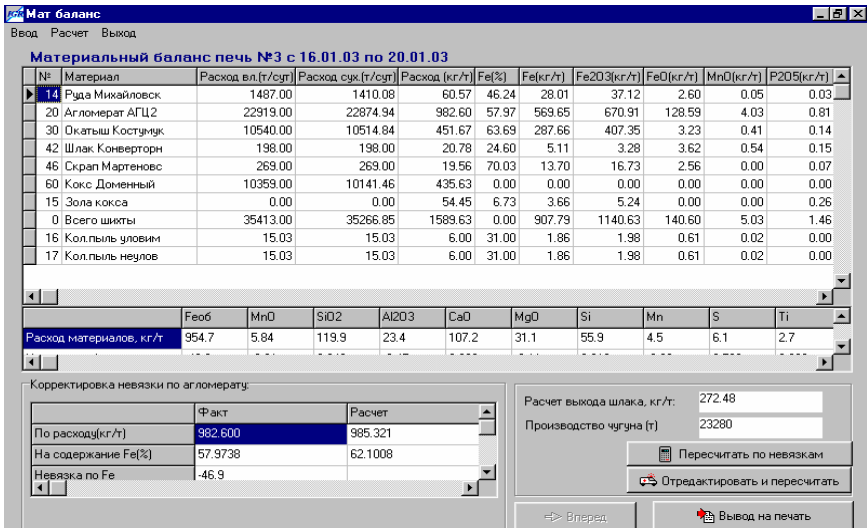 Мат баланс
Ввод Расчет Выход
Материальный баланс печь №3 с 16.01.03 по 20.01.03
№ Материал Расход вл.(т/сут) Расход сух.(т/сут) Расход (кг/т) Fe(%) Fe(кг/т) Fe2O3(кг/т) FeO(кг/т) MnO(кг/т) P2O5(кг/т)
14 Руда Михайловск 1487.00 1410.08 60.57 46.24 28.01 37.12 2.60 0.05 0.03
20 Агломерат АГЦ2 22919.00 22874.94 982.60 57.97 569.65 670.91 128.59 4.03 0.81
30 Окатыш Костумук 10540.00 10514.84 451.67 63.69 287.66 407.35 3.23 0.41 0.14
42 Шлак Конверторн 198.00 198.00 20.78 24.60 5.11 3.28 3.62 0.54 0.15
46 Скрап Мартеновс 269.00 269.00 19.56 70.03 13.70 16.73 2.56 0.00 0.07
60 Кокс Доменный 10359.00 10141.46 435.63 0.00 0.00 0.00 0.00 0.00 0.00
15 Зола кокса 0.00 0.00 54.45 6.73 3.66 5.24 0.00 0.00 0.26
0 Всего шихты 35413.00 35266.85 1589.63 0.00 907.79 1140.63 140.60 5.03 1.46
16 Кол.пыль уловим 15.03 15.03 6.00 31.00 1.86 1.98 0.61 0.02 0.00
17 Кол.пыль неулов 15.03 15.03 6.00 31.00 1.86 1.98 0.61 0.02 0.00
Feоб MnO SiO2 Al2O3 CaO MgO Si Mn S Ti
Расход материалов, кг/т 954.7 5.84 119.9 23.4 107.2 31.1 55.9 4.5 6.1 2.7
Корректировка невязки по агломерату:
Факт Расчет
По расходу(кг/т) 982.600 985.321
На содержание Fe(%) 57.9738 62.1008
Невязка по Fe -46.9
Расчет выхода шлака, кг/т: 272.48
Производство чугуна (т) 23280
Пересчитать по невязкам
Отредактировать и пересчитать
Вперед
Вывод на печать